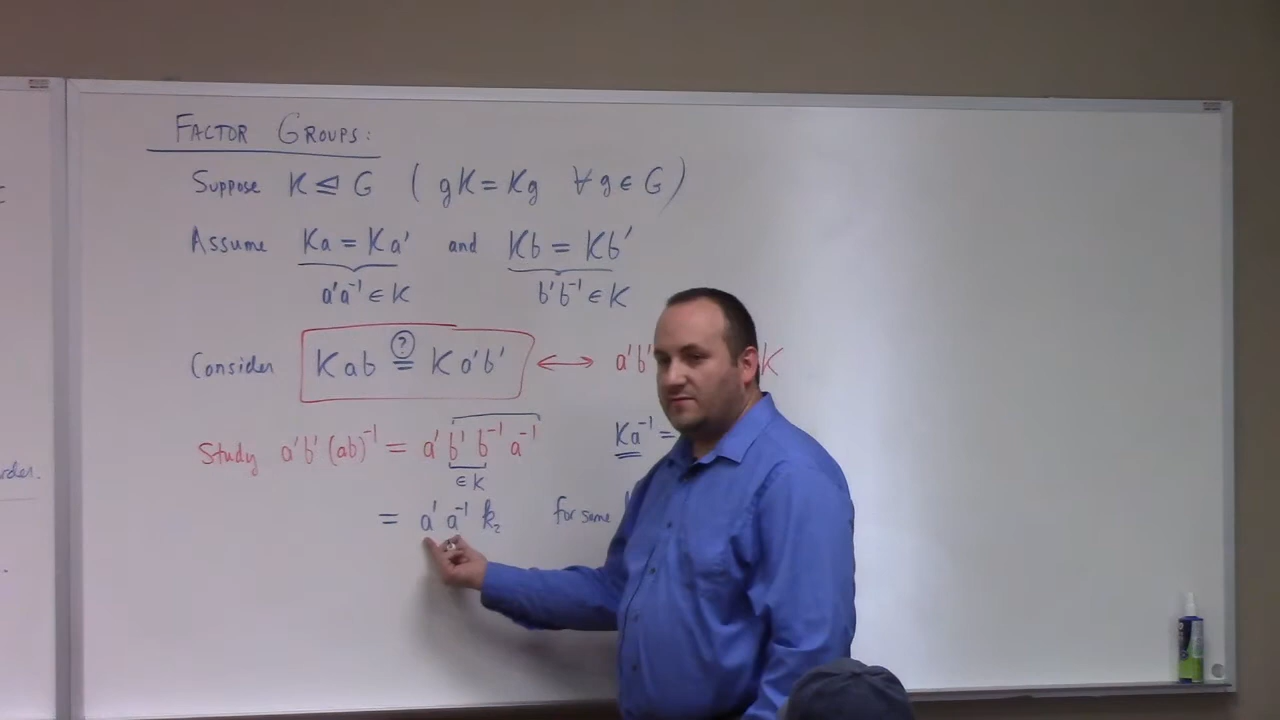 FACTOR GROUPS:
Suppose K ⊴ G ( gK = Kg ∀ g ∈ G )
Assume Ka = Ka' and Kb = Kb'
a'a⁻¹ ∈ K b'b⁻¹ ∈ K
Consider Kab ≟ Ka'b' ⟷ a'b' K
Study a'b'(ab)⁻¹ = a' b' b⁻¹ a⁻¹ Ka⁻¹ =
∈ K
= a' a⁻¹ k₂ for some